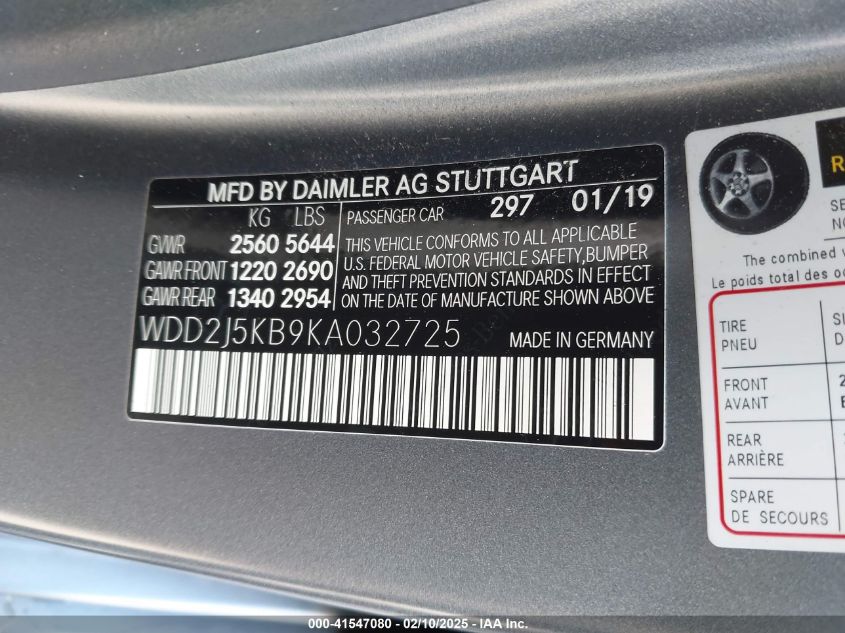 MFD BY DAIMLER AG STUTTGART
KG LBS
GVWR 2560 5644
GAWR FRONT 1220 2690
GAWR REAR 1340 2954
PASSENGER CAR 297 01/19
THIS VEHICLE CONFORMS TO ALL APPLICABLE
U.S. FEDERAL MOTOR VEHICLE SAFETY,BUMPER
AND THEFT PREVENTION STANDARDS IN EFFECT
ON THE DATE OF MANUFACTURE SHOWN ABOVE
WDD2J5KB9KA032725 MADE IN GERMANY
The combined
Le poids total des
TIRE
PNEU
FRONT
AVANT
REAR
ARRIÈRE
SPARE
DE SECOURS
000-41547080 - 02/10/2025 - IAA Inc.